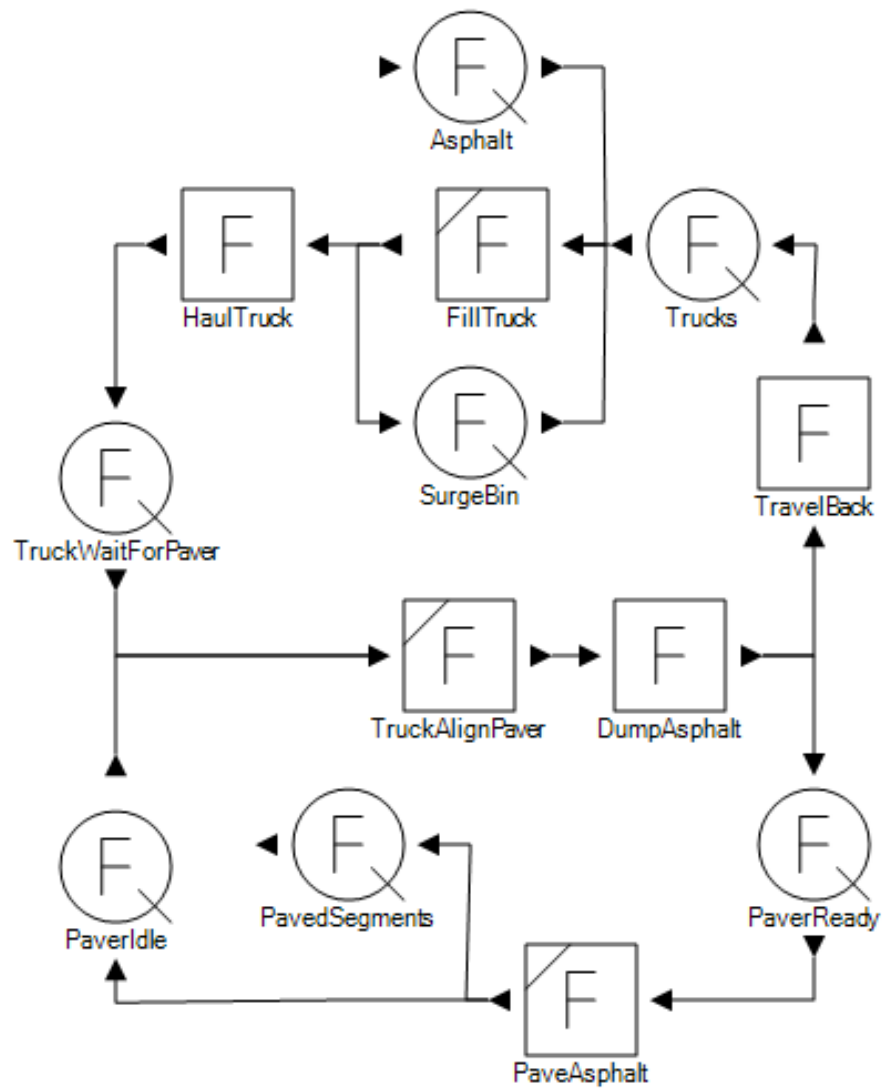 F
Asphalt
F
HaulTruck
F
FillTruck
F
Trucks
F
TruckWaitForPaver
F
SurgeBin
F
TravelBack
F
TruckAlignPaver
F
DumpAsphalt
F
PaverIdle
F
PavedSegments
F
PaverReady
F
PaveAsphalt